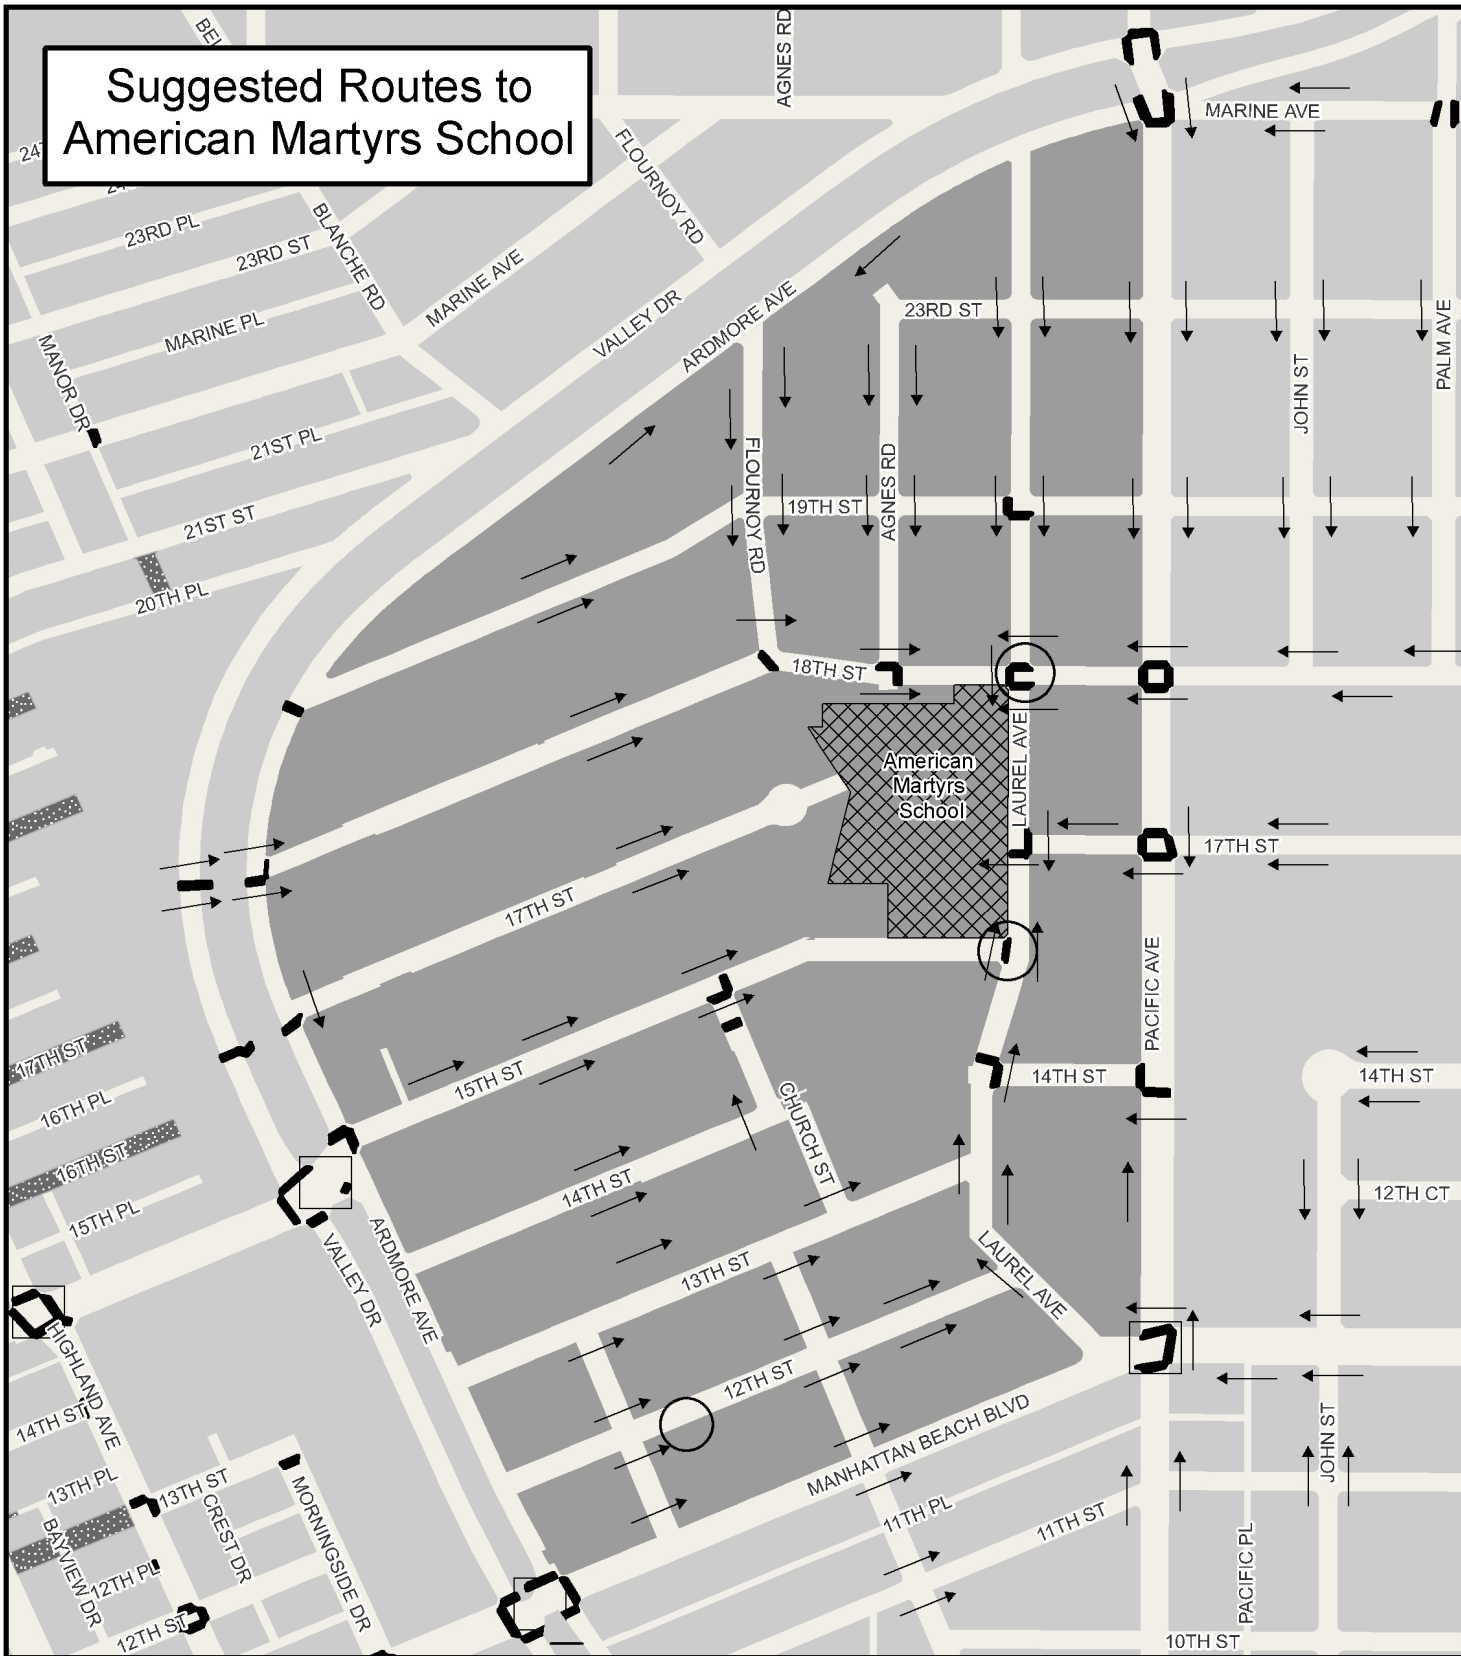 Suggested Routes to
American Martyrs School
AGNES RD
MARINE AVE
FLOURNOY RD
23RD PL
23RD ST
BLANCHE RD
MARINE AVE
MARINE PL
VALLEY DR
ARDMORE AVE
23RD ST
PALM AVE
JOHN ST
MANOR DR
21ST PL
21ST ST
20TH PL
FLOURNOY RD
19TH ST
AGNES RD
18TH ST
LAUREL AVE
American
Martyrs
School
17TH ST
17TH ST
PACIFIC AVE
17TH ST
16TH PL
16TH ST
15TH PL
15TH ST
14TH ST
14TH ST
CHURCH ST
14TH ST
12TH CT
13TH ST
LAUREL AVE
VALLEY DR
ARDMORE AVE
HIGHLAND AVE
12TH ST
MANHATTAN BEACH BLVD
JOHN ST
14TH ST
13TH PL
13TH ST
CREST DR
MORNINGSIDE DR
BAYVIEW DR
12TH PL
12TH ST
11TH PL
11TH ST
PACIFIC PL
10TH ST